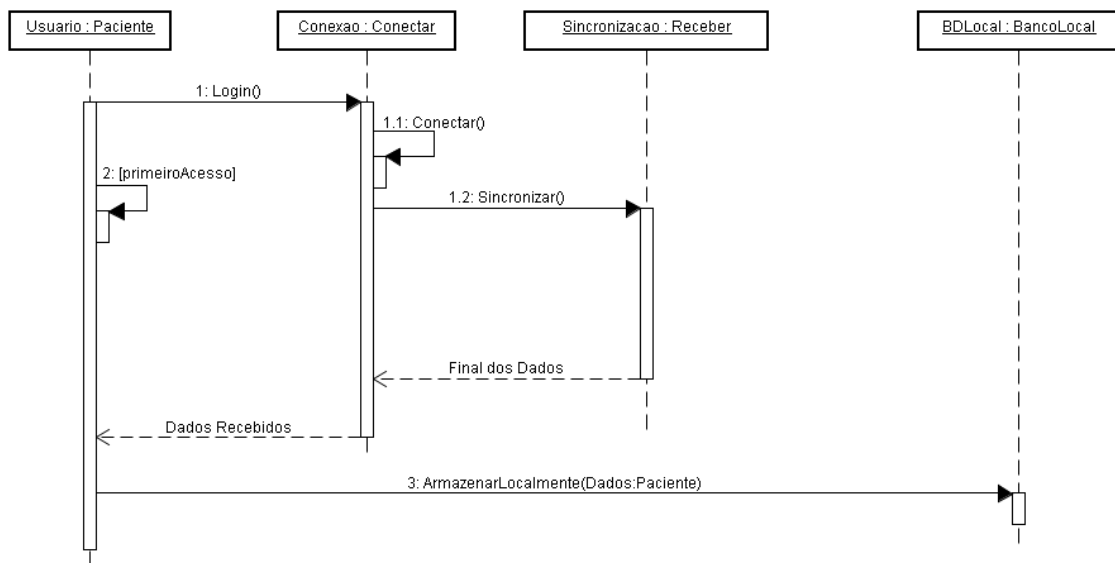 Usuario : Paciente
Conexao : Conectar
Sincronizacao : Receber
BDLocal : BancoLocal
1: Login()
1.1: Conectar()
2: [primeiroAcesso]
1.2: Sincronizar()
Final dos Dados
Dados Recebidos
3: ArmazenarLocalmente(Dados:Paciente)